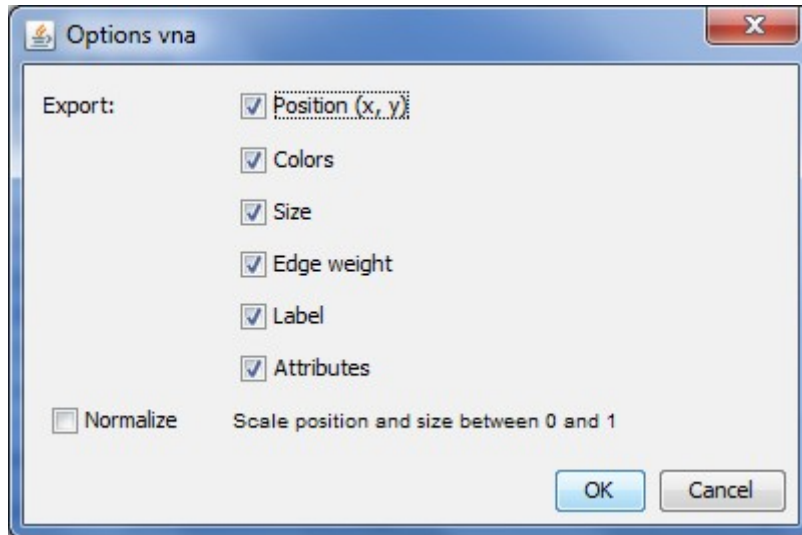 Options vna
Export: Position (x, y)
Colors
Size
Edge weight
Label
Attributes
Normalize Scale position and size between 0 and 1
OK Cancel